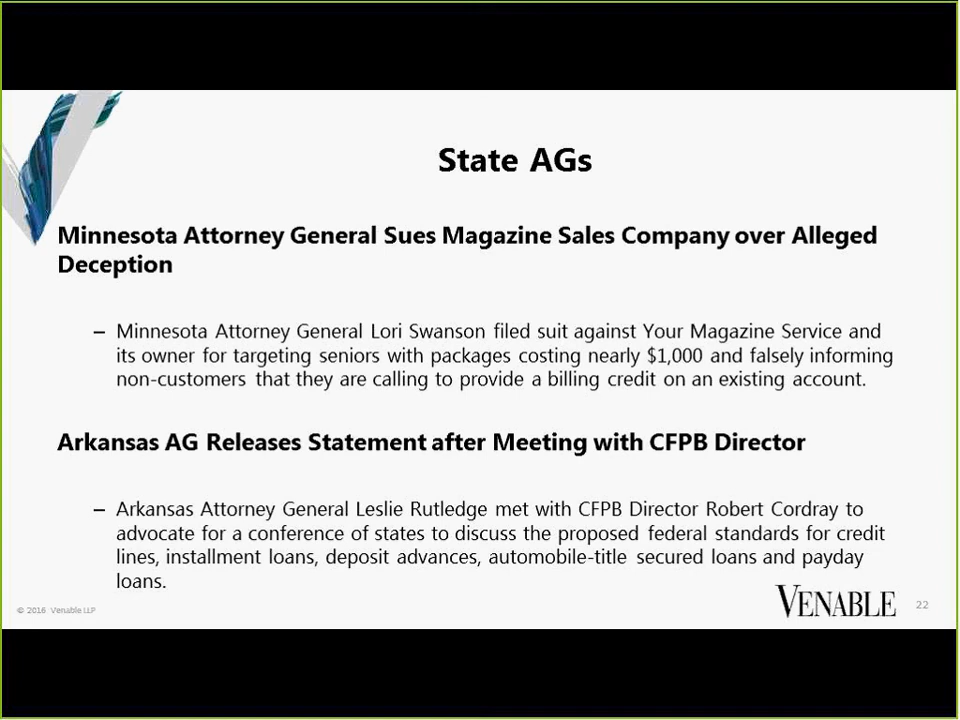 State AGs
Minnesota Attorney General Sues Magazine Sales Company over Alleged
Deception
– Minnesota Attorney General Lori Swanson filed suit against Your Magazine Service and
its owner for targeting seniors with packages costing nearly $1,000 and falsely informing
non-customers that they are calling to provide a billing credit on an existing account.
Arkansas AG Releases Statement after Meeting with CFPB Director
– Arkansas Attorney General Leslie Rutledge met with CFPB Director Robert Cordray to
advocate for a conference of states to discuss the proposed federal standards for credit
lines, installment loans, deposit advances, automobile-title secured loans and payday
loans.
© 2016 Venable LLP
VENABLE
22